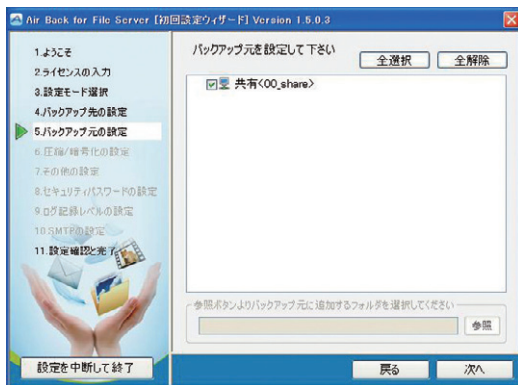 Air Back for File Server [初回設定ウィザード] Version 1.5.0.3
1.ようこそ
2.ライセンスの入力
3.設定モード選択
4.バックアップ先の設定
5.バックアップ元の設定
6.圧縮/暗号化の設定
7.その他の設定
8.セキュリティパスワードの設定
9.ログ記録レベルの設定
10.SMTPの設定
11.設定確認と完了
設定を中断して終了
バックアップ元を設定して下さい
全選択
全解除
共有<00_share>
参照ボタンよりバックアップ元に追加するフォルダを選択してください
参照
戻る
次へ